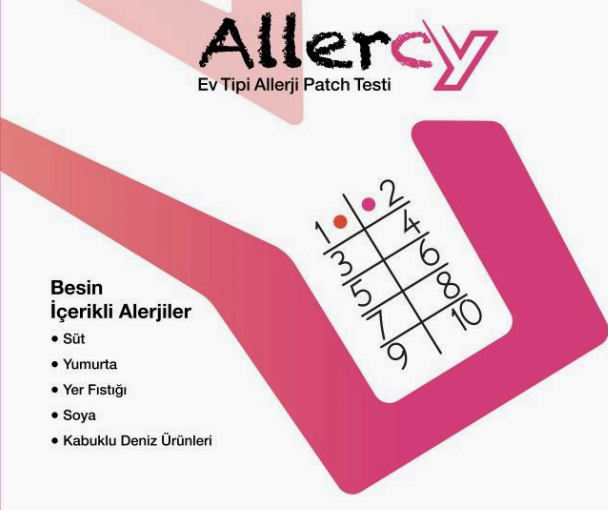 Allercy
Ev Tipi Allerji Patch Testi
1 2
3 4
5 6
7 8
9 10
Besin
İçerikli Alerjiler
• Süt
• Yumurta
• Yer Fıstığı
• Soya
• Kabuklu Deniz Ürünleri